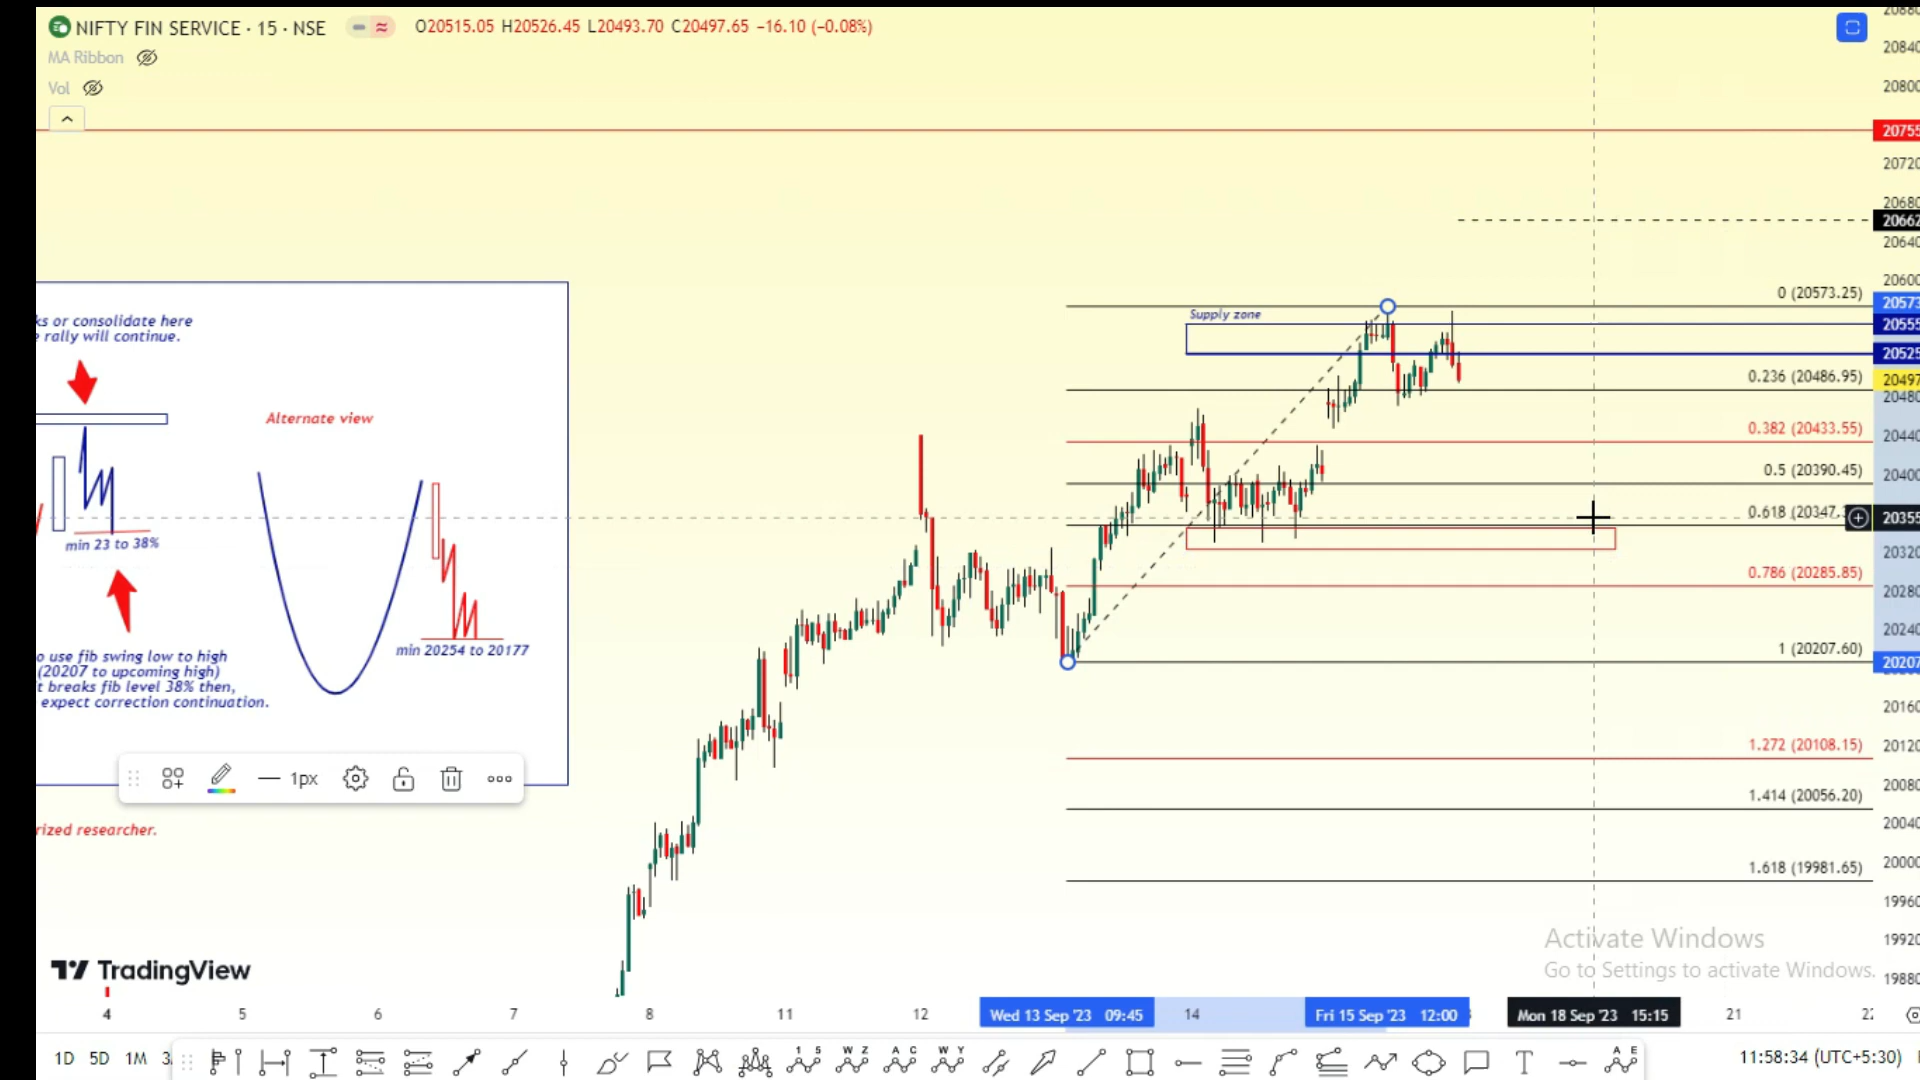 NIFTY FIN SERVICE · 15 · NSE
O20515.05 H20526.45 L20493.70 C20497.65 −16.10 (−0.08%)
MA Ribbon
Vol
20840
20800
20755
20720
20680
20662
20640
20600
20573
20555
20525
20497
20480
20440
20400
20355
20320
20280
20240
20207
20160
20120
20080
20040
20000
19960
19920
19880
0 (20573.25)
Supply zone
0.236 (20486.95)
0.382 (20433.55)
0.5 (20390.45)
0.618 (20347.
0.786 (20285.85)
1 (20207.60)
1.272 (20108.15)
1.414 (20056.20)
1.618 (19981.65)
or consolidate here
rally will continue.
Alternate view
min 23 to 38%
min 20254 to 20177
use fib swing low to high
(20207 to upcoming high)
breaks fib level 38% then,
expect correction continuation.
1px
researcher.
TradingView
Activate Windows
Go to Settings to activate Windows.
4 5 6 7 8 11 12 Wed 13 Sep '23 09:45 14 Fri 15 Sep '23 12:00 Mon 18 Sep '23 15:15 21
1D 5D 1M
1 5
W Z
A C
W Y
T
A E
11:58:34 (UTC+5:30)